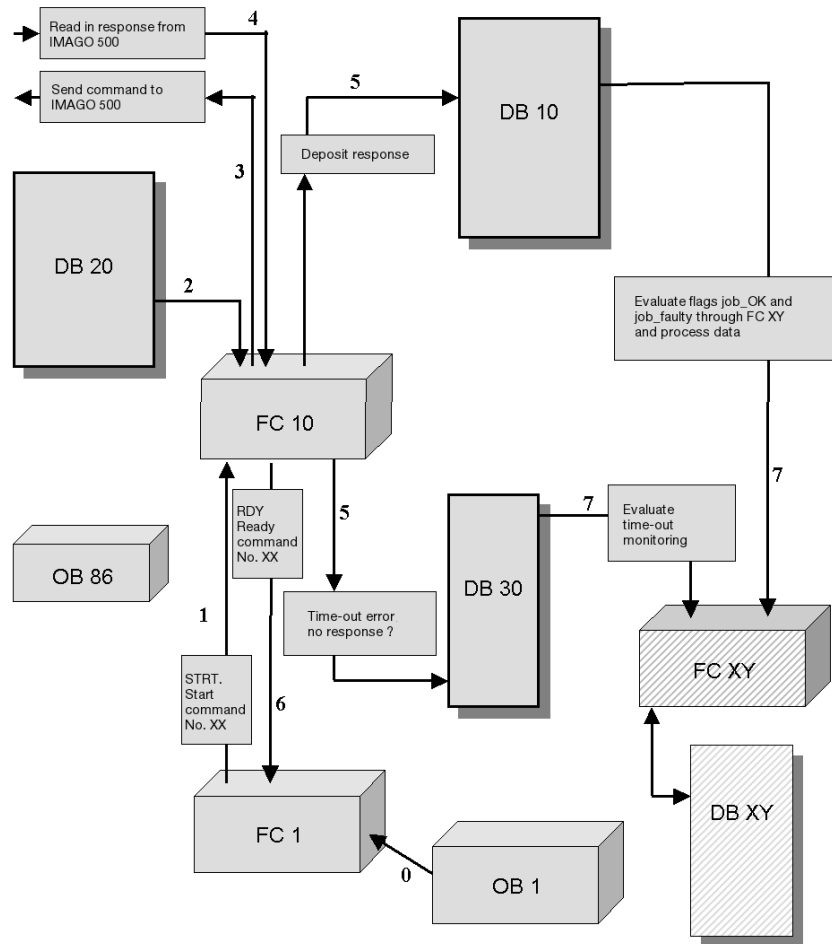 Read in response from
IMAGO 500
4
Send command to
IMAGO 500
3
5
Deposit response
DB 10
DB 20
2
Evaluate flags job_OK and
job_faulty through FC XY
and process data
FC 10
7
RDY
Ready
command
No. XX
5
DB 30
7
Evaluate
time-out
monitoring
OB 86
1
Time-out error
no response ?
FC XY
STRT.
Start
command
No. XX
6
DB XY
FC 1
0
OB 1